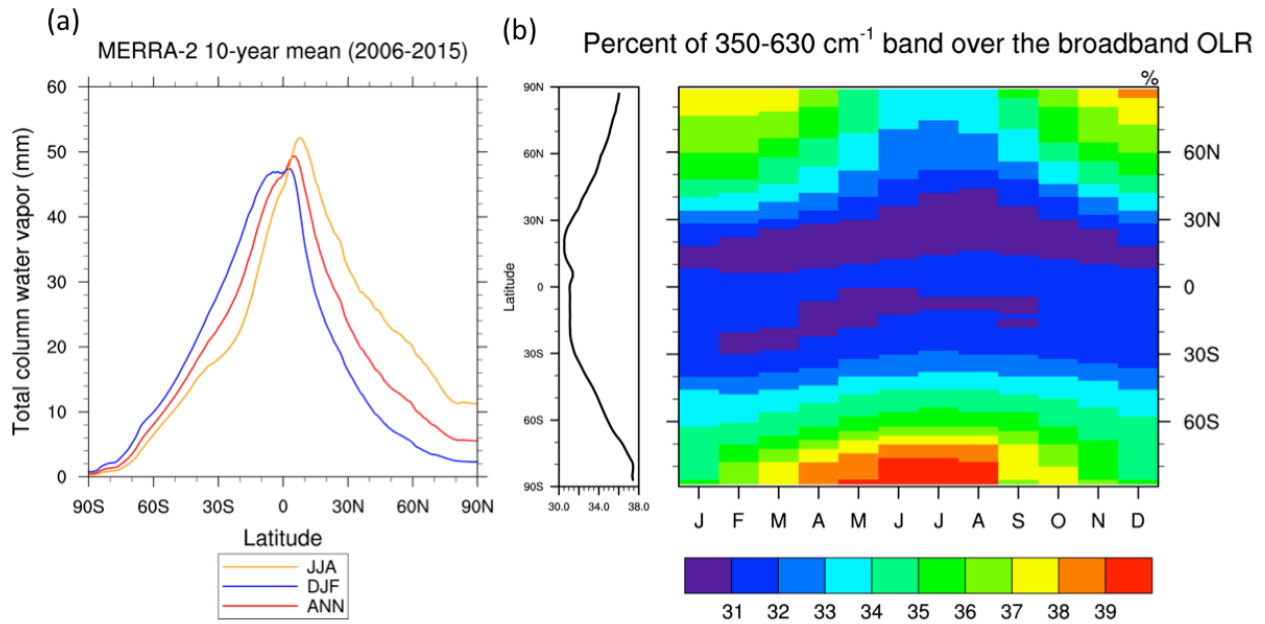 (a)
MERRA-2 10-year mean (2006-2015)
Total column water vapor (mm)
60
50
40
30
20
10
0
90S 60S 30S 0 30N 60N 90N
Latitude
JJA
DJF
ANN
(b)
Percent of 350-630 cm-1 band over the broadband OLR
%
Latitude
90N
60N
30N
0
30S
60S
90S
30.0 34.0 38.0
60N
30N
0
30S
60S
J F M A M J J A S O N D
31 32 33 34 35 36 37 38 39